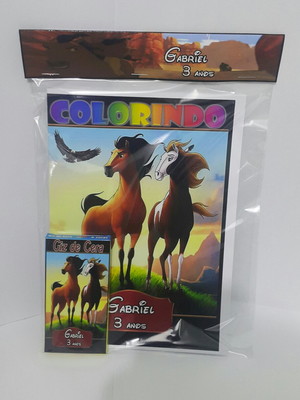 Gabriel
3 anos
COLORINDO
Giz de Cera
Gabriel
3 anos
Gabriel
3 anos